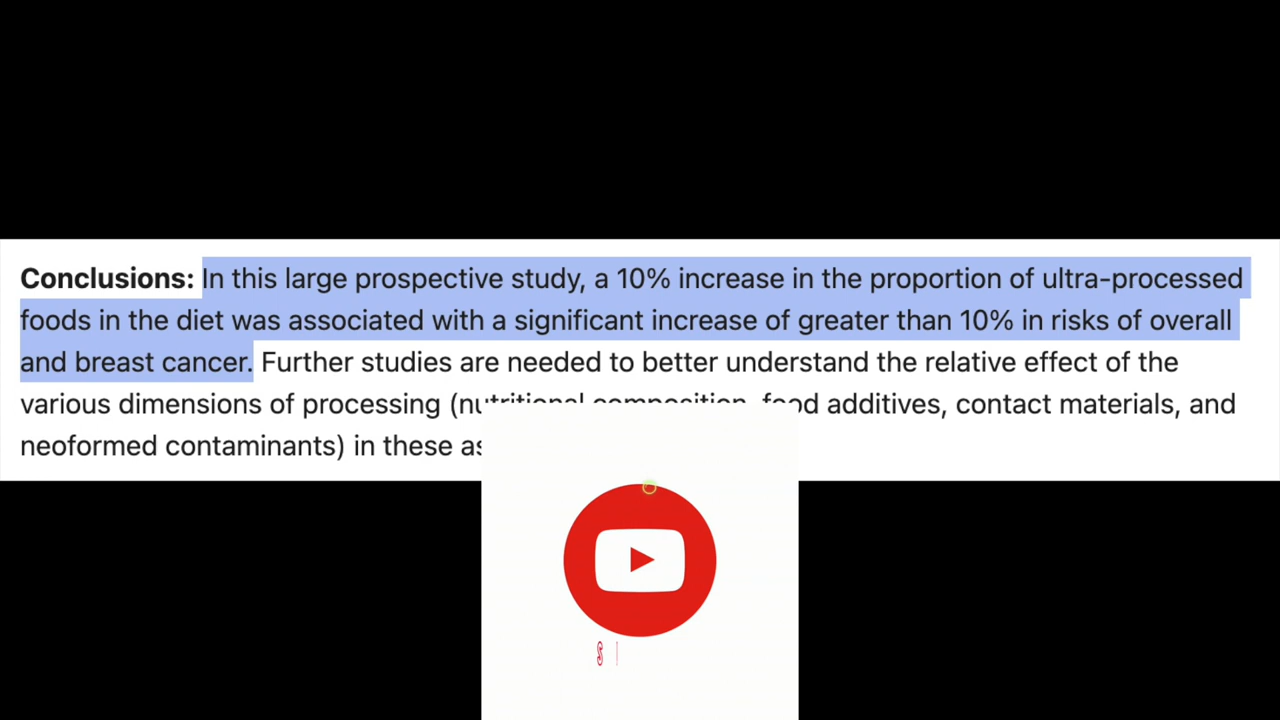 Conclusions: In this large prospective study, a 10% increase in the proportion of ultra-processed
foods in the diet was associated with a significant increase of greater than 10% in risks of overall
and breast cancer. Further studies are needed to better understand the relative effect of the
various dimensions of processing (nutritional composition, food additives, contact materials, and
neoformed contaminants) in these
S